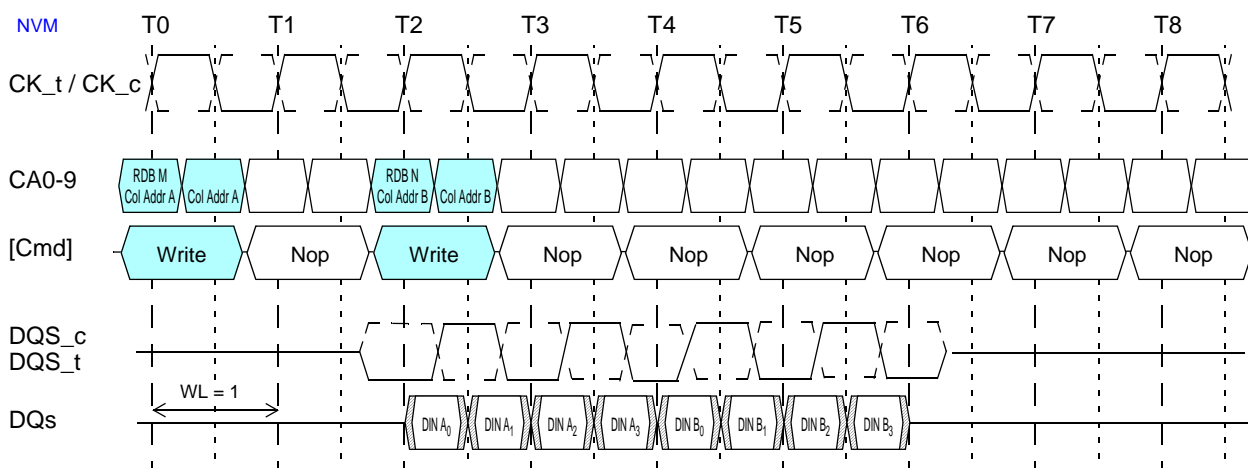 NVM T0 T1 T2 T3 T4 T5 T6 T7 T8
CK_t / CK_c
CA0-9
RDB M
Col Addr A
Col Addr A
RDB N
Col Addr B
Col Addr B
[Cmd] Write Nop Write Nop Nop Nop Nop Nop Nop
DQS_c
DQS_t
WL = 1
DQs DIN A0 DIN A1 DIN A2 DIN A3 DIN B0 DIN B1 DIN B2 DIN B3